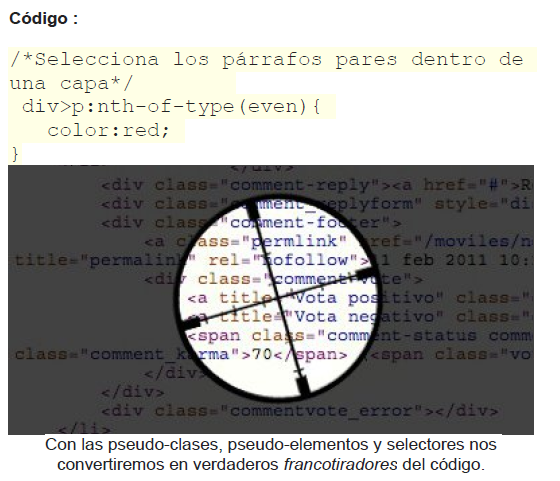 Código :
/*Selecciona los párrafos pares dentro de
una capa*/
div>p:nth-of-type(even){
color:red;
}
</li>
<div class="comment-reply"><a href="#">R
<div class="comment_replyform" style="di
<div class="comment-footer">
<a class="permlink" href="/moviles/n
title="permalink" rel="nofollow">11 feb 2011 10:
<div class="commentvote">
<a title="Vota positivo" class="
<a title="Vota negativo" class="
<span class="comment-status comm
class="comment_karma">70</span> <span class="vo
</div>
</div>
<div class="commentvote_error"></div>
</li>
Con las pseudo-clases, pseudo-elementos y selectores nos
convertiremos en verdaderos francotiradores del código.